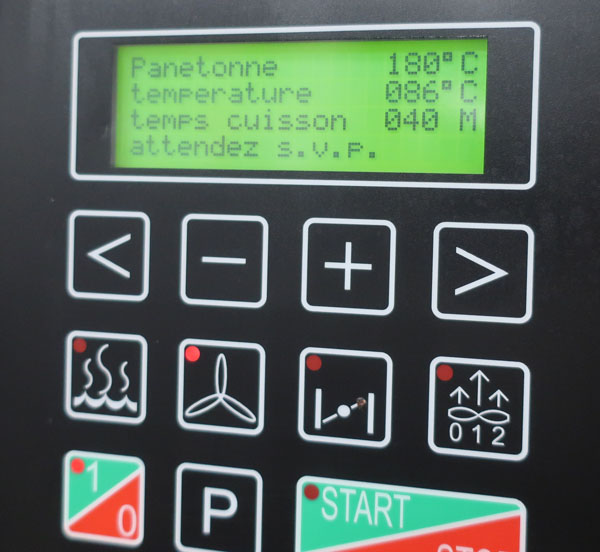 Panetonne 180°C
temperature 086°C
temps cuisson 040 M
attendez s.v.p.
< − + >
0 1 2
1
0
P
START